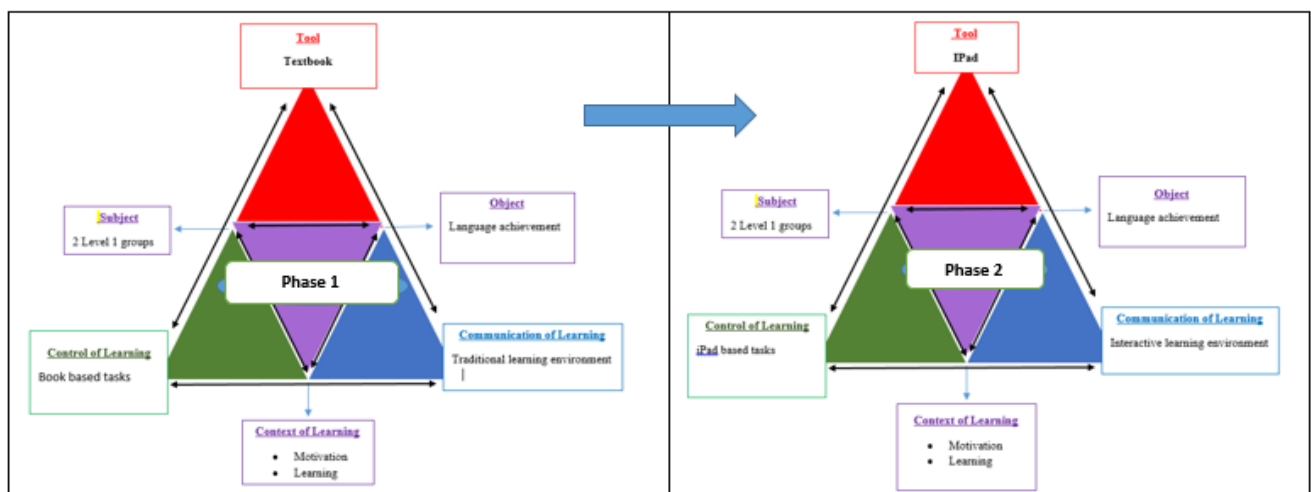 Tool
Textbook
Subject
2 Level 1 groups
Object
Language achievement
Phase 1
Control of Learning
Book based tasks
Communication of Learning
Traditional learning environment
Context of Learning
• Motivation
• Learning
Tool
IPad
Subject
2 Level 1 groups
Object
Language achievement
Phase 2
Control of Learning
iPad based tasks
Communication of Learning
Interactive learning environment
Context of Learning
• Motivation
• Learning